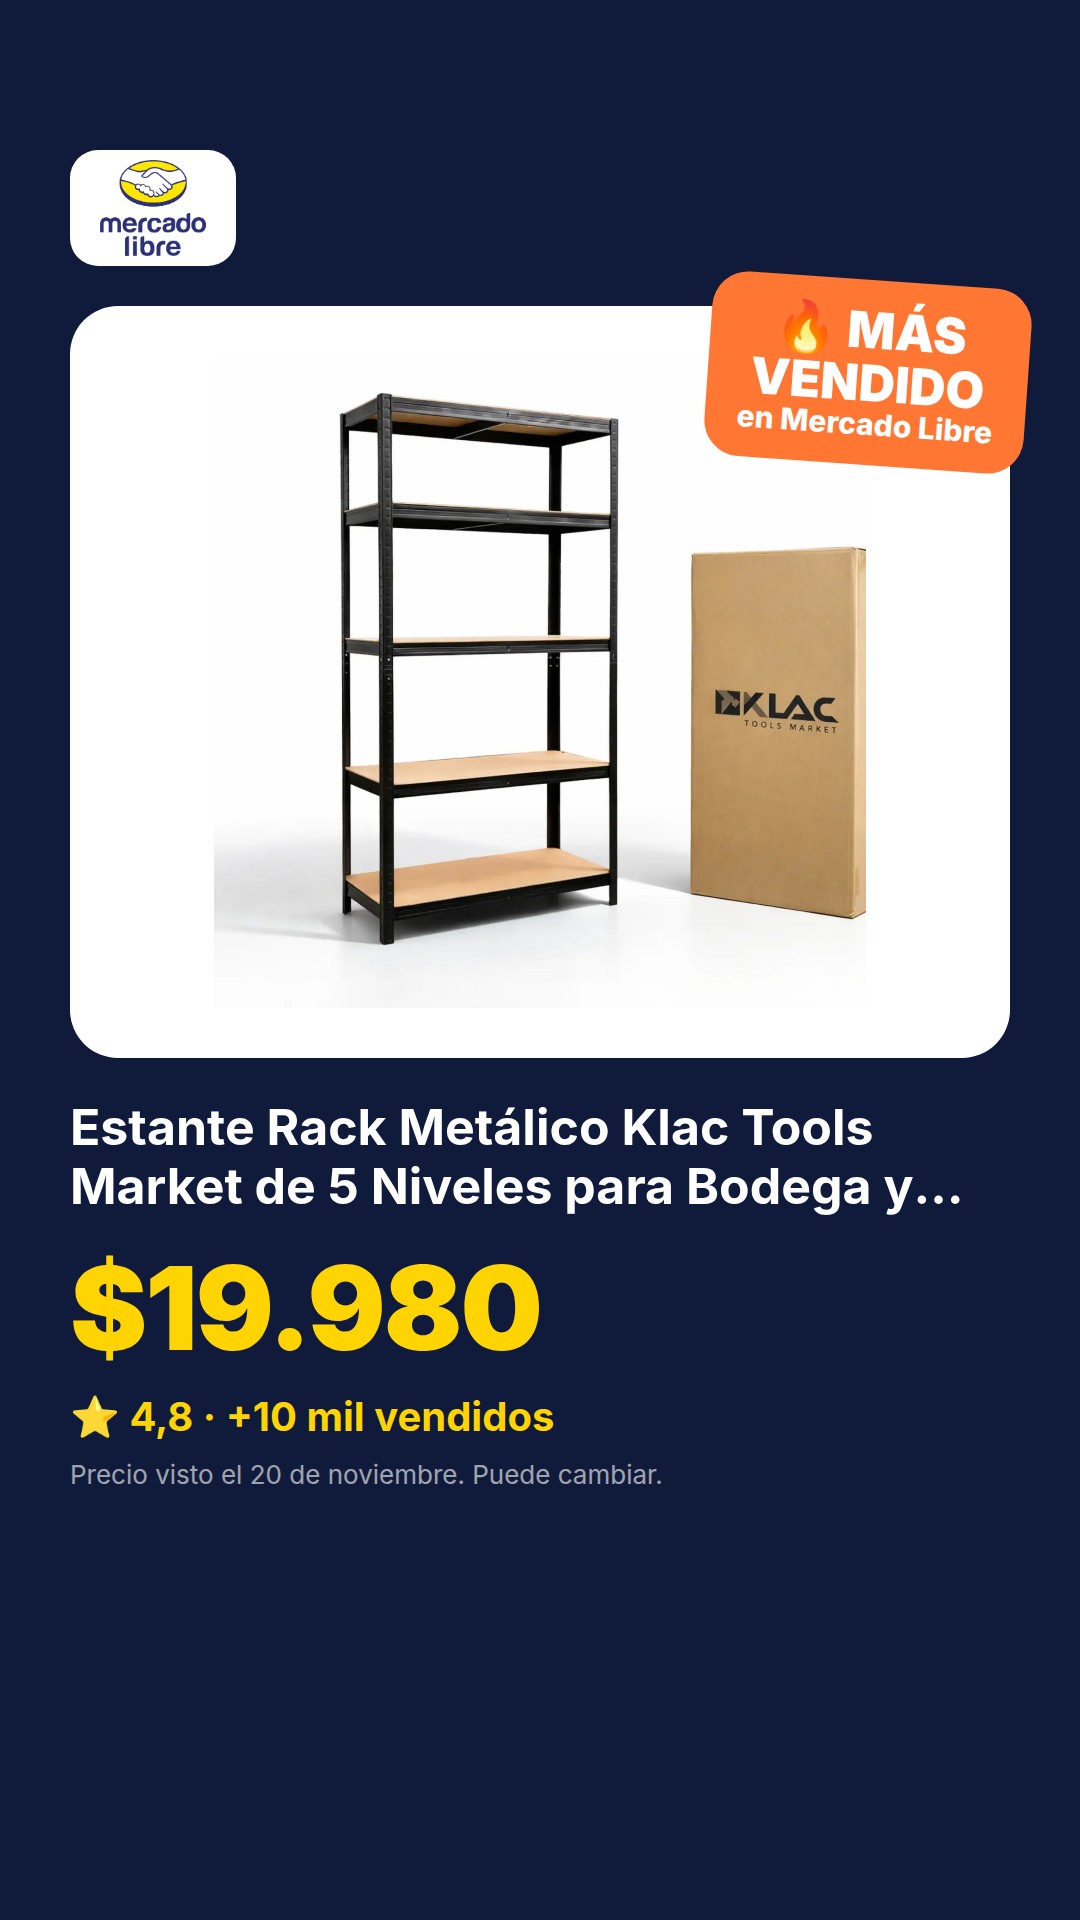 mercado
libre
🔥 MÁS
VENDIDO
en Mercado Libre
KLAC
TOOLS MARKET
Estante Rack Metálico Klac Tools
Market de 5 Niveles para Bodega y...
$19.980
⭐ 4,8 · +10 mil vendidos
Precio visto el 20 de noviembre. Puede cambiar.